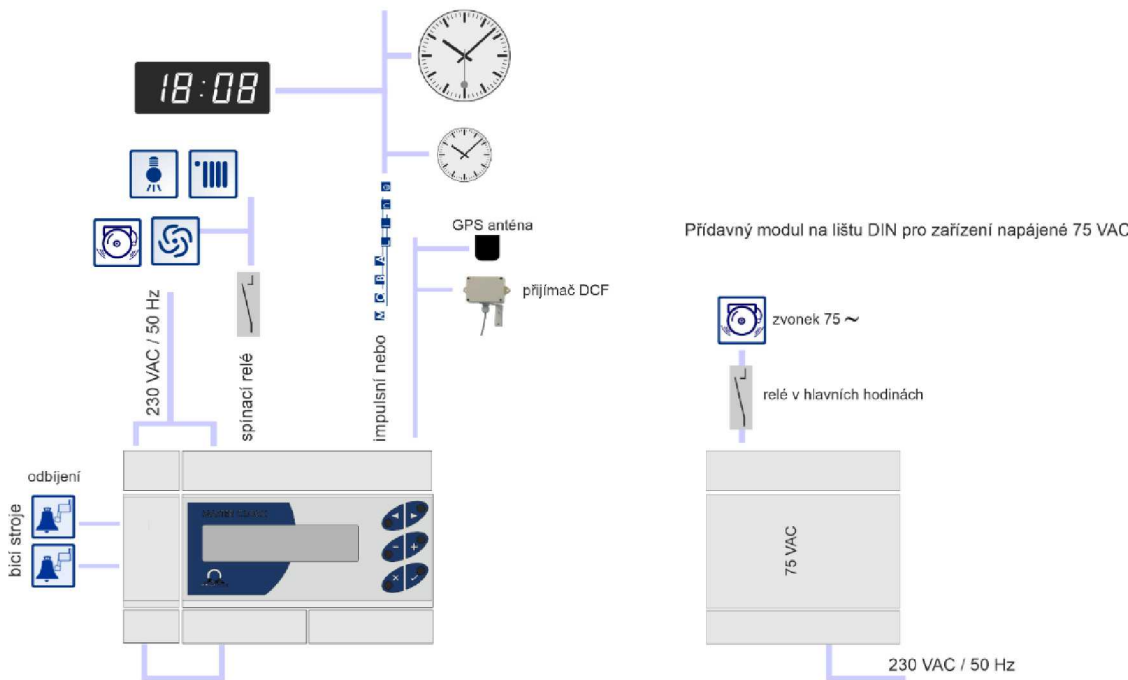 18:08
GPS anténa
přijímač DCF
230 VAC / 50 Hz
spínací relé
impulsní nebo
MOBA
odbíjení
bicí stroje
Přídavný modul na lištu DIN pro zařízení napájené 75 VAC
zvonek 75 ~
relé v hlavních hodinách
75 VAC
230 VAC / 50 Hz